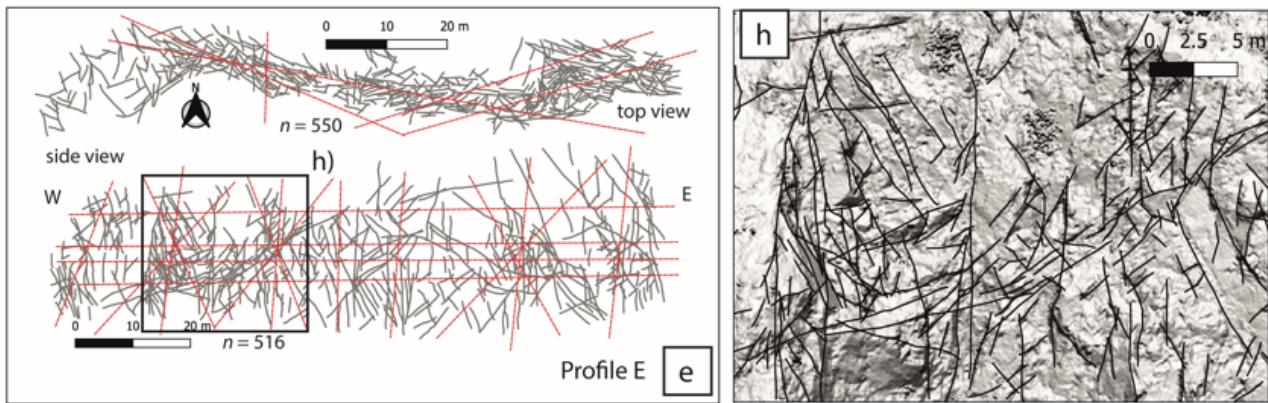 0 10 20 m
N
n = 550
top view
side view
h)
W
E
0 10 20 m
n = 516
Profile E
e
h
0 2.5 5 m